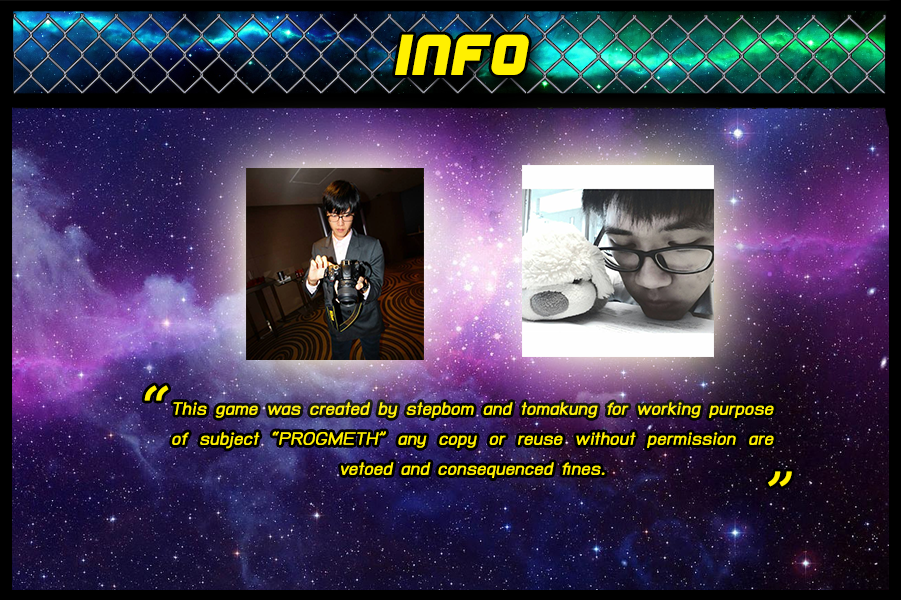 INFO
“
This game was created by stepbom and tomakung for working purpose
of subject “PROGMETH” any copy or reuse without permission are
vetoed and consequenced fines.
”